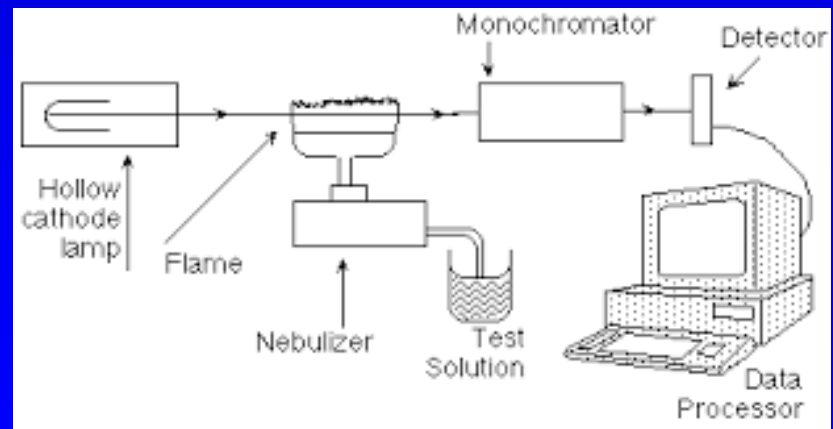 Monochromator
Detector
Hollow
cathode
lamp
Flame
Nebulizer
Test
Solution
Data
Processor